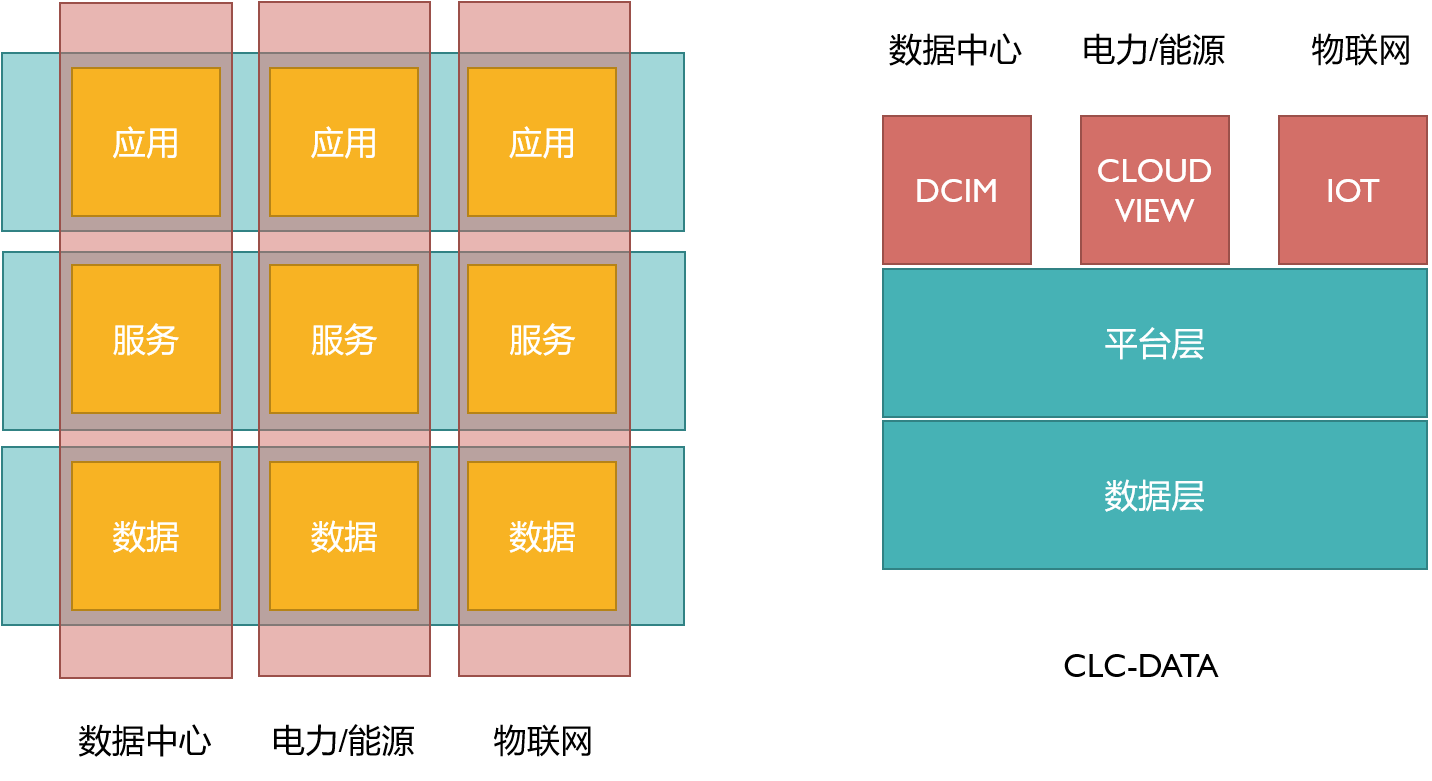 应用
应用
应用
服务
服务
服务
数据
数据
数据
数据中心
电力/能源
物联网
数据中心
电力/能源
物联网
DCIM
CLOUD
VIEW
IOT
平台层
数据层
CLC-DATA